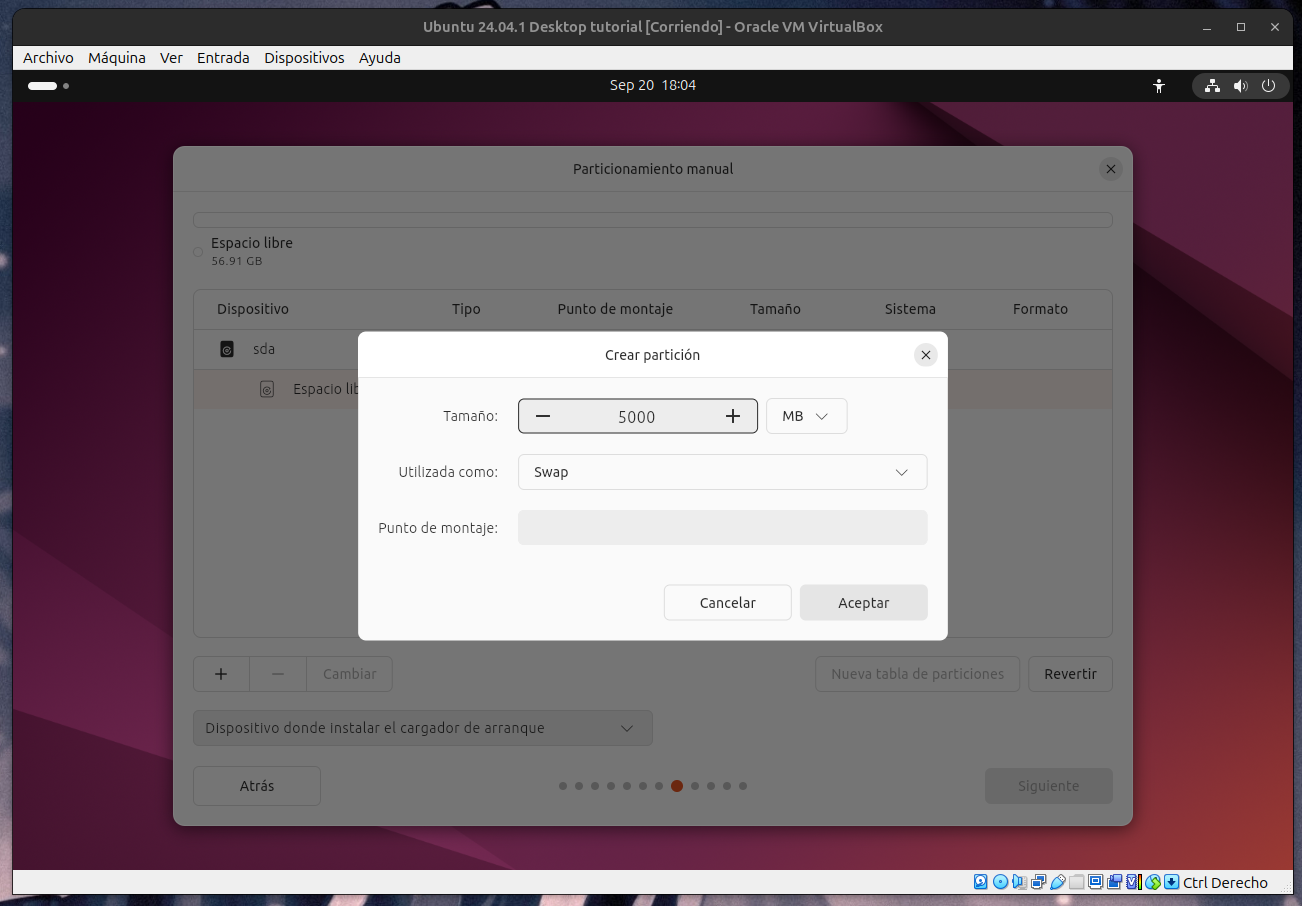 Ubuntu 24.04.1 Desktop tutorial [Corriendo] - Oracle VM VirtualBox
Archivo Máquina Ver Entrada Dispositivos Ayuda
Sep 20 18:04
Particionamiento manual
Espacio libre
56.91 GB
Dispositivo Tipo Punto de montaje Tamaño Sistema Formato
sda
Espacio lib
Crear partición
Tamaño: 5000 MB
Utilizada como: Swap
Punto de montaje:
Cancelar Aceptar
+ − Cambiar Nueva tabla de particiones Revertir
Dispositivo donde instalar el cargador de arranque
Atrás Siguiente
Ctrl Derecho